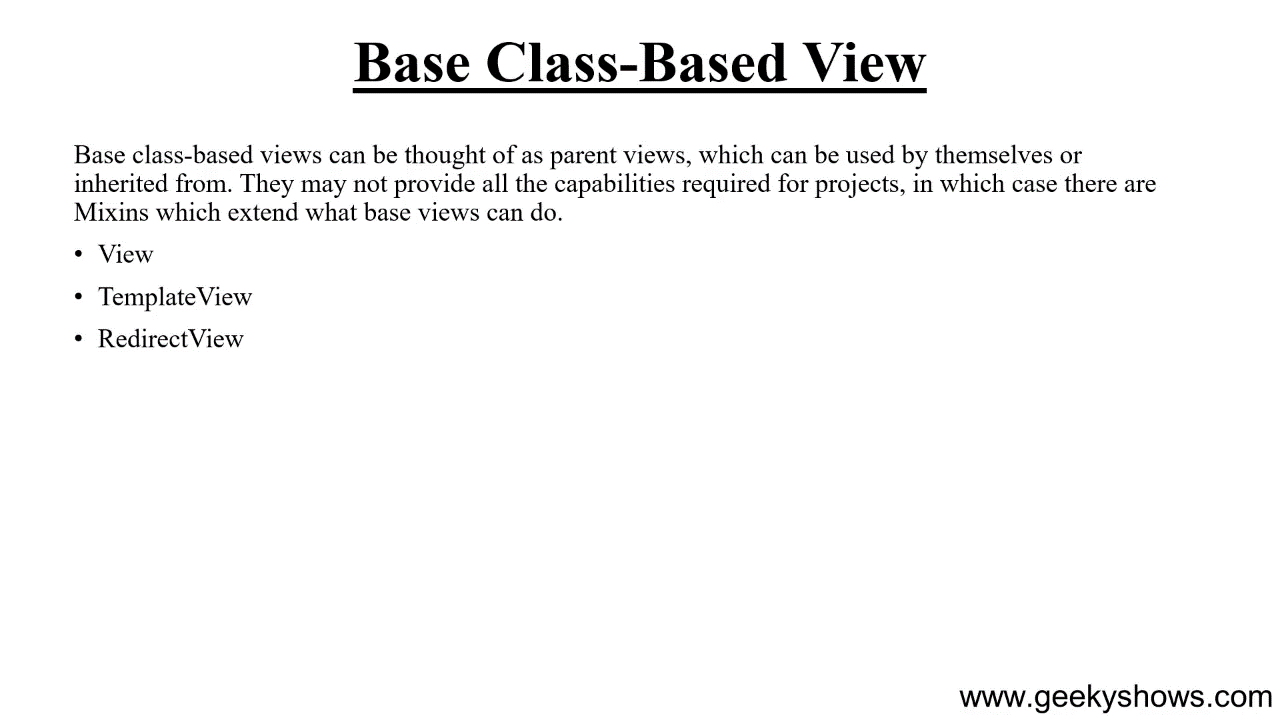 Base Class-Based View
Base class-based views can be thought of as parent views, which can be used by themselves or
inherited from. They may not provide all the capabilities required for projects, in which case there are
Mixins which extend what base views can do.
• View
• TemplateView
• RedirectView
www.geekyshows.com